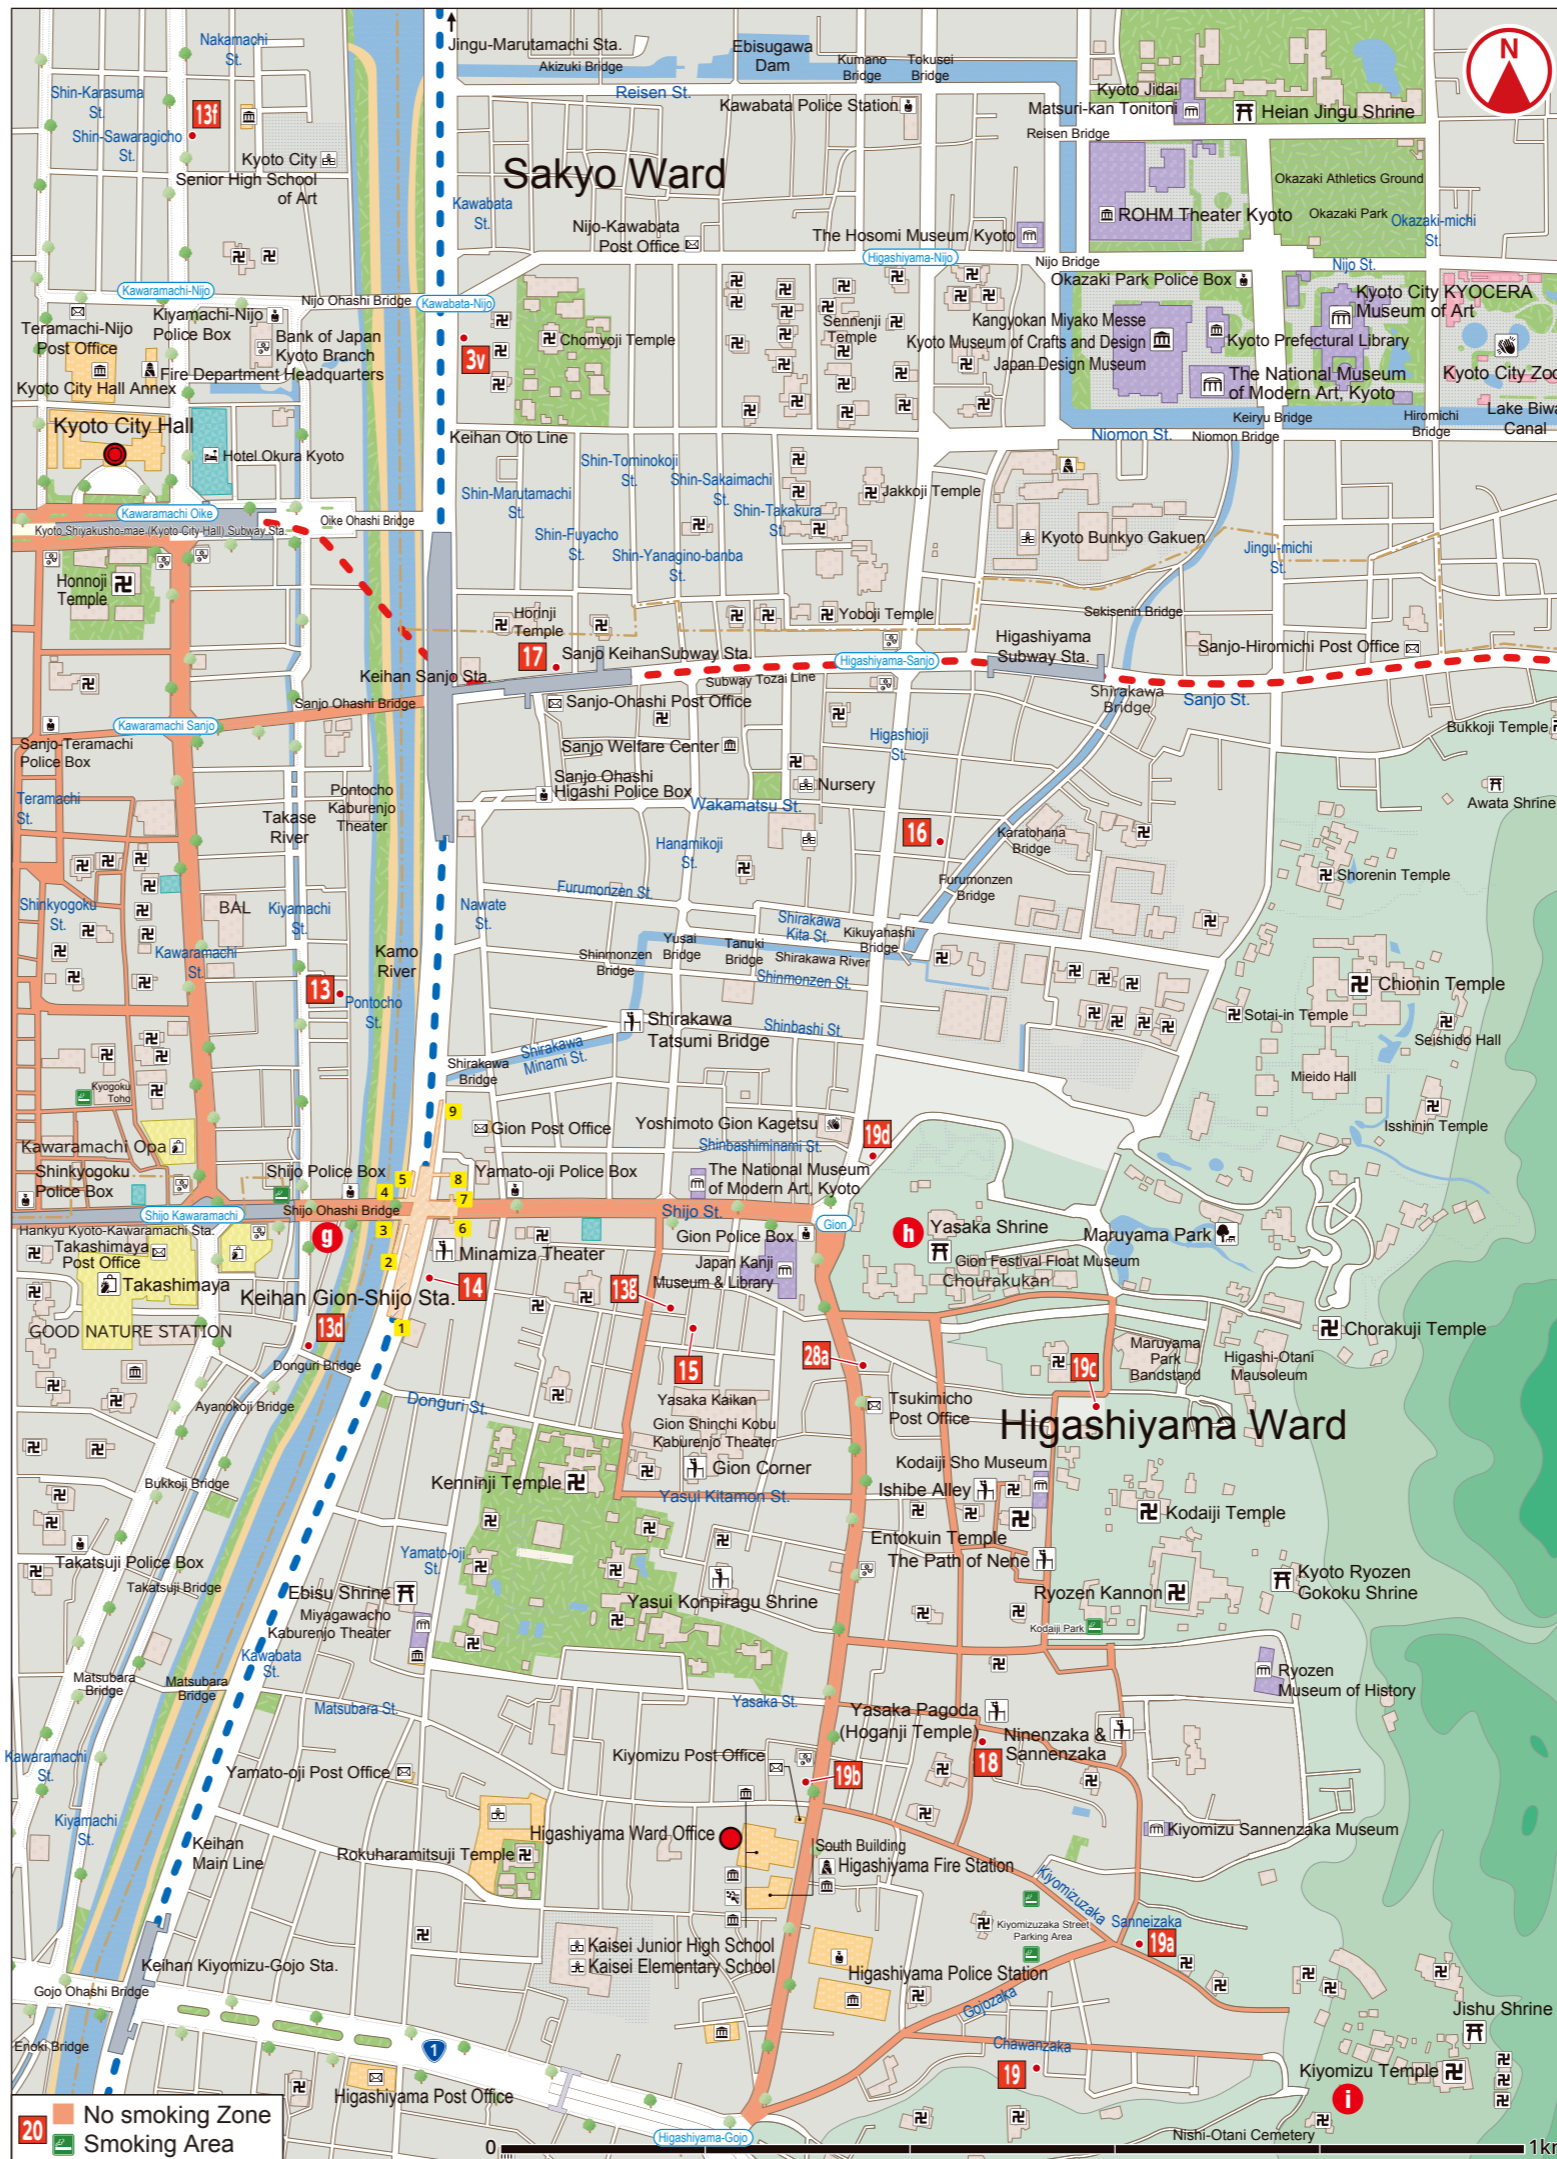 Nakamachi
St.
Jingu-Marutamachi Sta.
Akizuki Bridge
Ebisugawa
Dam
Kumano
Bridge
Tokusei
Bridge
N
Reisen St.
Kawabata Police Station
Kyoto Jidai
Matsuri-kan Tonitoni
Heian Jingu Shrine
Reisen Bridge
Shin-Karasuma
St.
13f
Shin-Sawaragicho
St.
Kyoto City
Senior High School
of Art
Sakyo Ward
Kawabata
St.
Nijo-Kawabata
Post Office
The Hosomi Museum Kyoto
Okazaki Athletics Ground
ROHM Theater Kyoto
Okazaki Park
Okazaki-michi
St.
Higashiyama-Nijo
Nijo Bridge
Nijo St.
Okazaki Park Police Box
Kawaramachi-Nijo
Nijo Ohashi Bridge
Kawabata-Nijo
Teramachi-Nijo
Post Office
Kiyamachi-Nijo
Police Box
Bank of Japan
Kyoto Branch
Fire Department Headquarters
Kyoto City Hall Annex
3v
Chomyoji Temple
Sennenji
Temple
Kangyokan Miyako Messe
Kyoto Museum of Crafts and Design
Japan Design Museum
Kyoto Prefectural Library
Kyoto City KYOCERA
Museum of Art
The National Museum
of Modern Art, Kyoto
Kyoto City Zoo
Kyoto City Hall
Hotel Okura Kyoto
Keihan Oto Line
Keiryu Bridge
Hiromichi
Bridge
Lake Biwa
Canal
Niomon St.
Niomon Bridge
Shin-Tominokoji
St.
Shin-Sakaimachi
St.
Shin-Marutamachi
St.
Shin-Takakura
St.
Jakkoji Temple
Kawaramachi Oike
Oike Ohashi Bridge
Kyoto Shiyakusho-mae (Kyoto City Hall) Subway Sta.
Shin-Fuyacho
St.
Shin-Yanagino-banba
St.
Kyoto Bunkyo Gakuen
Jingu-michi
St.
Honnoji
Temple
Horinji
Temple
Yoboji Temple
Sekisenin Bridge
Higashiyama
Subway Sta.
Sanjo-Hiromichi Post Office
17
Sanjo KeihanSubway Sta.
Higashiyama-Sanjo
Keihan Sanjo Sta.
Subway Tozai Line
Shirakawa
Bridge
Sanjo St.
Sanjo Ohashi Bridge
Sanjo-Ohashi Post Office
Kawaramachi Sanjo
Sanjo-Teramachi
Police Box
Sanjo Welfare Center
Higashioji
St.
Bukkoji Temple
Sanjo Ohashi
Higashi Police Box
Nursery
Awata Shrine
Teramachi
St.
Takase
River
Pontocho
Kaburenjo
Theater
Wakamatsu St.
16
Karatohana
Bridge
Hanamikoji
St.
Furumonzen
Bridge
Shorenin Temple
Shinkyogoku
St.
BAL
Kiyamachi
St.
Nawate
St.
Furumonzen St.
Shirakawa
Kita St.
Kikuyahashi
Bridge
Kawaramachi
St.
Kamo
River
Shinmonzen
Bridge
Yusai
Bridge
Tanuki
Bridge
Shirakawa River
Shinmonzen St.
13
Pontocho
St.
Chionin Temple
Sotai-in Temple
Seishido Hall
Shirakawa
Tatsumi Bridge
Shinbashi St.
Shirakawa
Bridge
Shirakawa
Minami St.
Mieido Hall
Kyogoku
Toho
Isshinin Temple
9
Gion Post Office
Yoshimoto Gion Kagetsu
19d
Shinbashiminami St.
Kawaramachi Opa
Shinkyogoku
Police Box
Shijo Police Box
5
4
8
7
Yamato-oji Police Box
The National Museum
of Modern Art, Kyoto
Shijo Kawaramachi
Shijo Ohashi Bridge
Shijo St.
Gion
Hankyu Kyoto-Kawaramachi Sta.
g
3
6
Gion Police Box
h
Yasaka Shrine
Maruyama Park
Takashimaya
Post Office
2
Minamiza Theater
Japan Kanji
Museum & Library
Gion Festival Float Museum
Chourakukan
Takashimaya
Keihan Gion-Shijo Sta.
14
13g
GOOD NATURE STATION
13d
1
Chorakuji Temple
Donguri Bridge
15
28a
Maruyama
Park
Bandstand
Higashi-Otani
Mausoleum
19c
Ayanokoji Bridge
Donguri St.
Yasaka Kaikan
Tsukimicho
Post Office
Higashiyama Ward
Gion Shinchi Kobu
Kaburenjo Theater
Bukkoji Bridge
Kenninji Temple
Gion Corner
Kodaiji Sho Museum
Ishibe Alley
Yasui Kitamon St.
Kodaiji Temple
Entokuin Temple
The Path of Nene
Yamato-oji
St.
Takatsuji Police Box
Takatsuji Bridge
Ebisu Shrine
Yasui Konpiragu Shrine
Ryozen Kannon
Kyoto Ryozen
Gokoku Shrine
Miyagawacho
Kaburenjo Theater
Kodaiji Park
Kawabata
St.
Matsubara
Bridge
Matsubara
Bridge
Ryozen
Museum of History
Matsubara St.
Yasaka St.
Yasaka Pagoda
(Hoganji Temple)
Ninenzaka &
Sannenzaka
18
Kawaramachi
St.
Kiyomizu Post Office
Yamato-oji Post Office
19b
Kiyamachi
St.
Keihan
Main Line
Higashiyama Ward Office
South Building
Kiyomizu Sannenzaka Museum
Rokuharamitsuji Temple
Higashiyama Fire Station
Kiyomizuzaka
Kiyomizuzaka Street
Parking Area
Sanneizaka
19a
Kaisei Junior High School
Kaisei Elementary School
Keihan Kiyomizu-Gojo Sta.
Higashiyama Police Station
Gojo Ohashi Bridge
Gojozaka
Jishu Shrine
Enoki Bridge
1
Chawanzaka
19
Kiyomizu Temple
i
Higashiyama Post Office
20
No smoking Zone
Smoking Area
Higashiyama-Gojo
Nishi-Otani Cemetery
0
1km